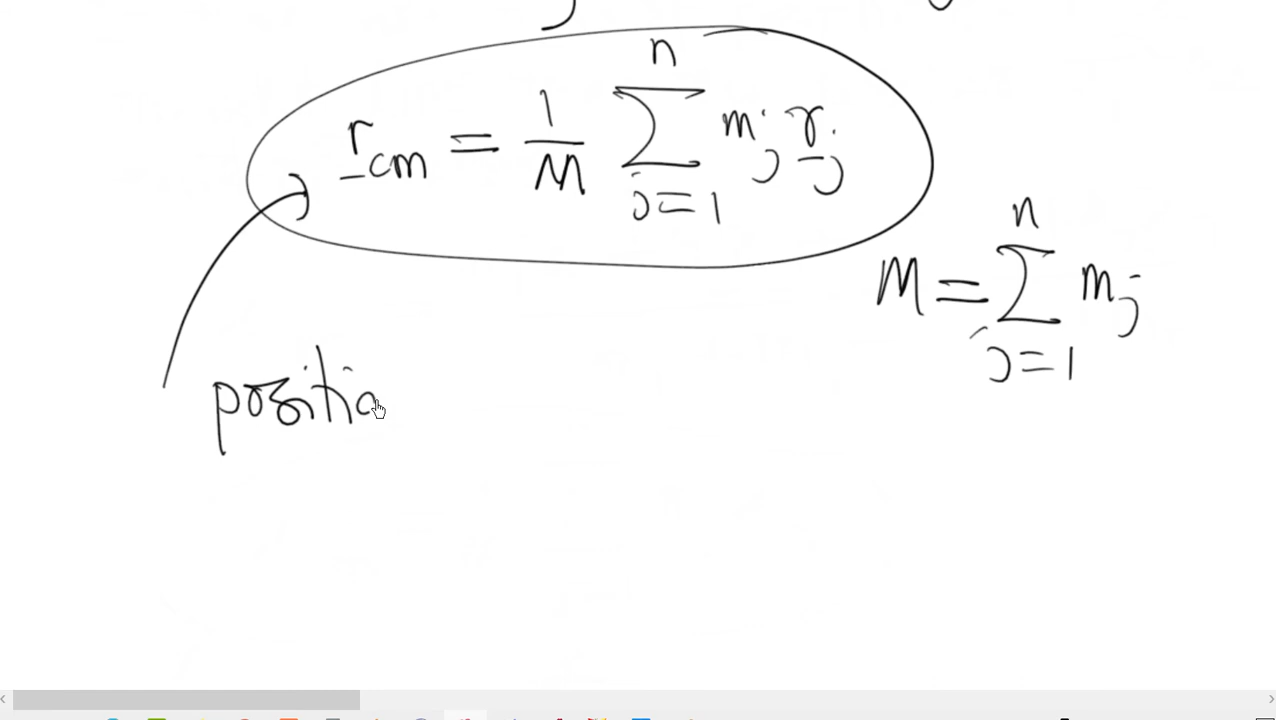 r_cm = 1/M ∑_{j=1}^{n} m_j r_j
M = ∑_{j=1}^{n} m_j
positio